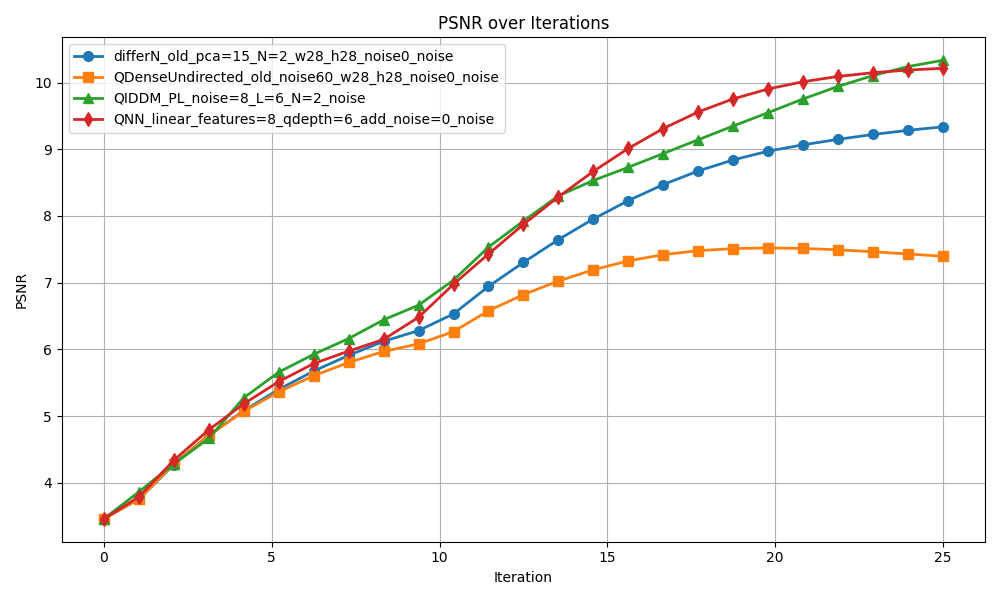 PSNR over Iterations
differN_old_pca=15_N=2_w28_h28_noise0_noise
QDenseUndirected_old_noise60_w28_h28_noise0_noise
QIDDM_PL_noise=8_L=6_N=2_noise
QNN_linear_features=8_qdepth=6_add_noise=0_noise
PSNR
10
9
8
7
6
5
4
0 5 10 15 20 25
Iteration